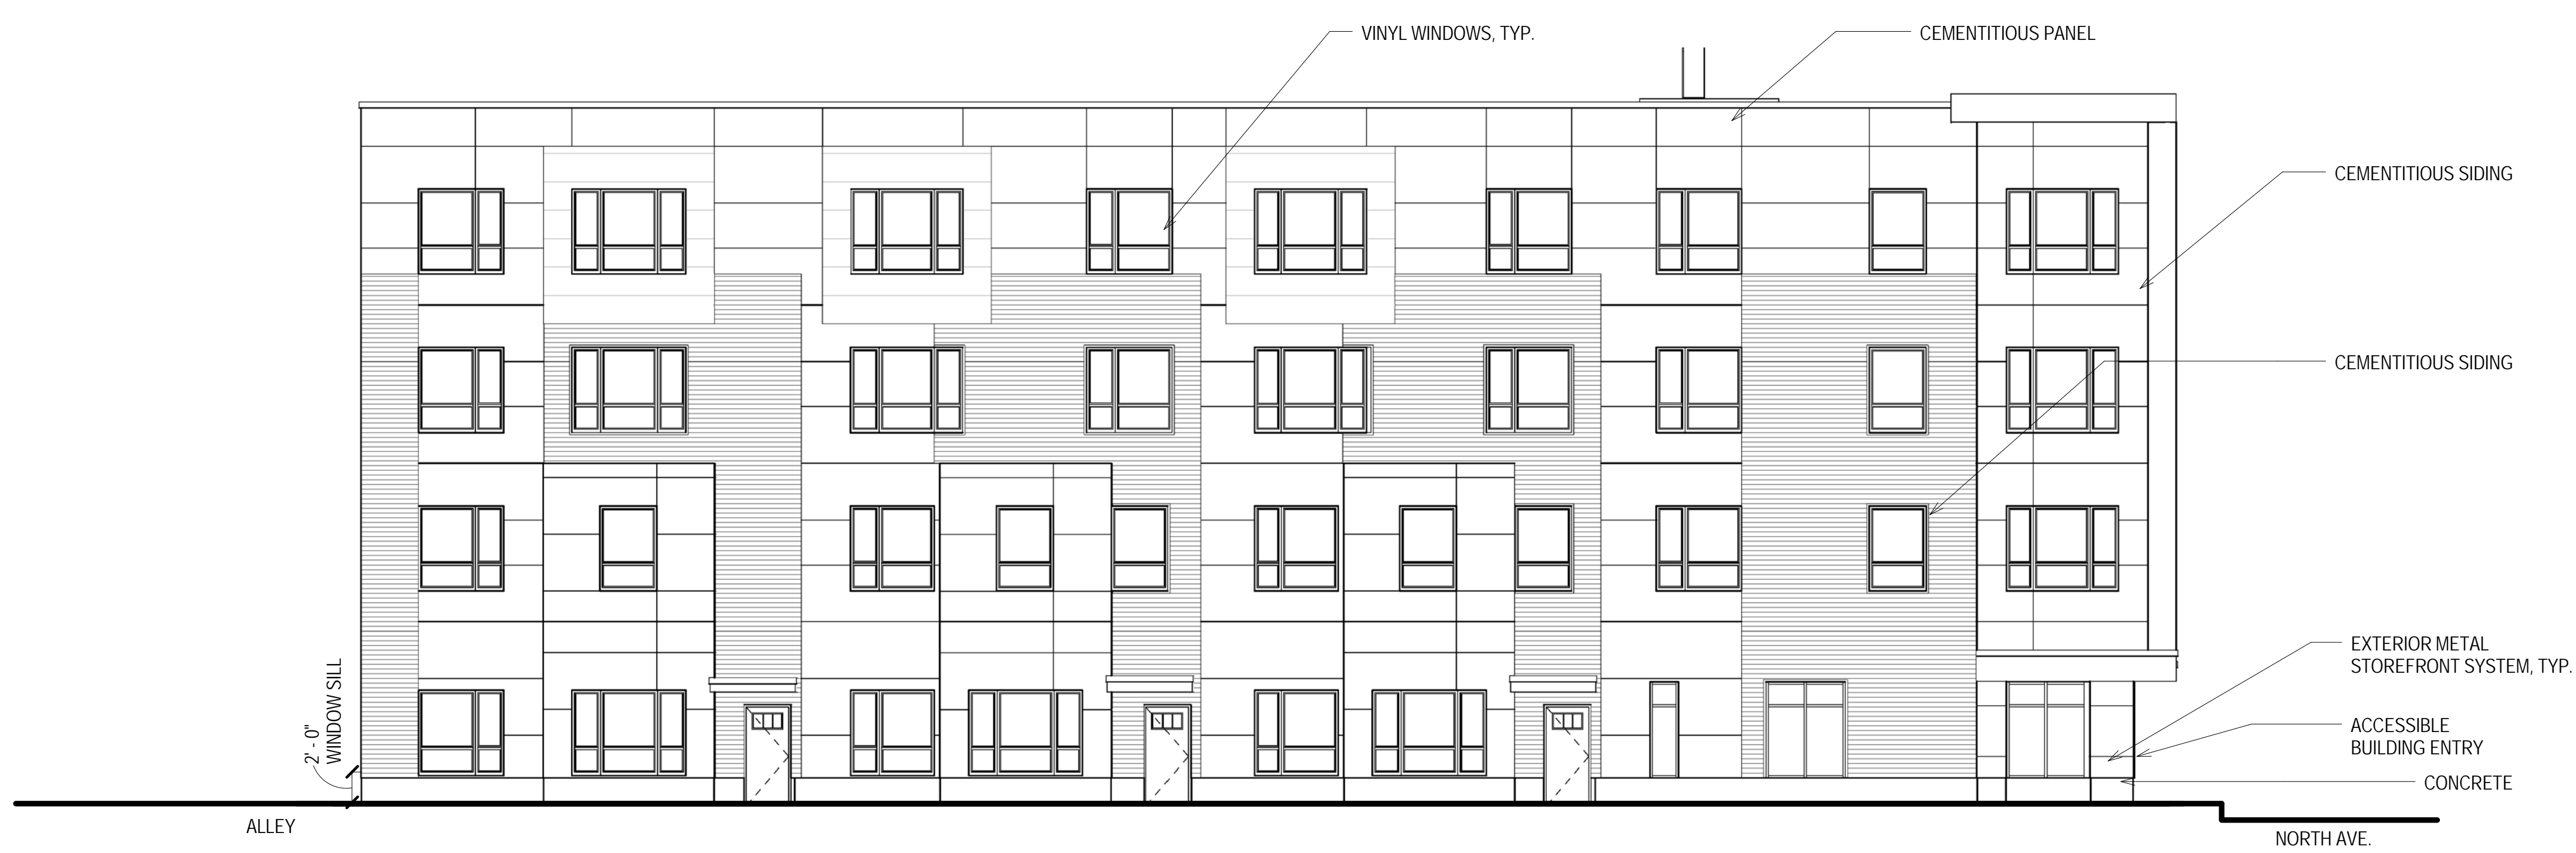 VINYL WINDOWS, TYP.
CEMENTITIOUS PANEL
CEMENTITIOUS SIDING
CEMENTITIOUS SIDING
EXTERIOR METAL
STOREFRONT SYSTEM, TYP.
2' - 0"
WINDOW SILL
ACCESSIBLE
BUILDING ENTRY
CONCRETE
ALLEY
NORTH AVE.